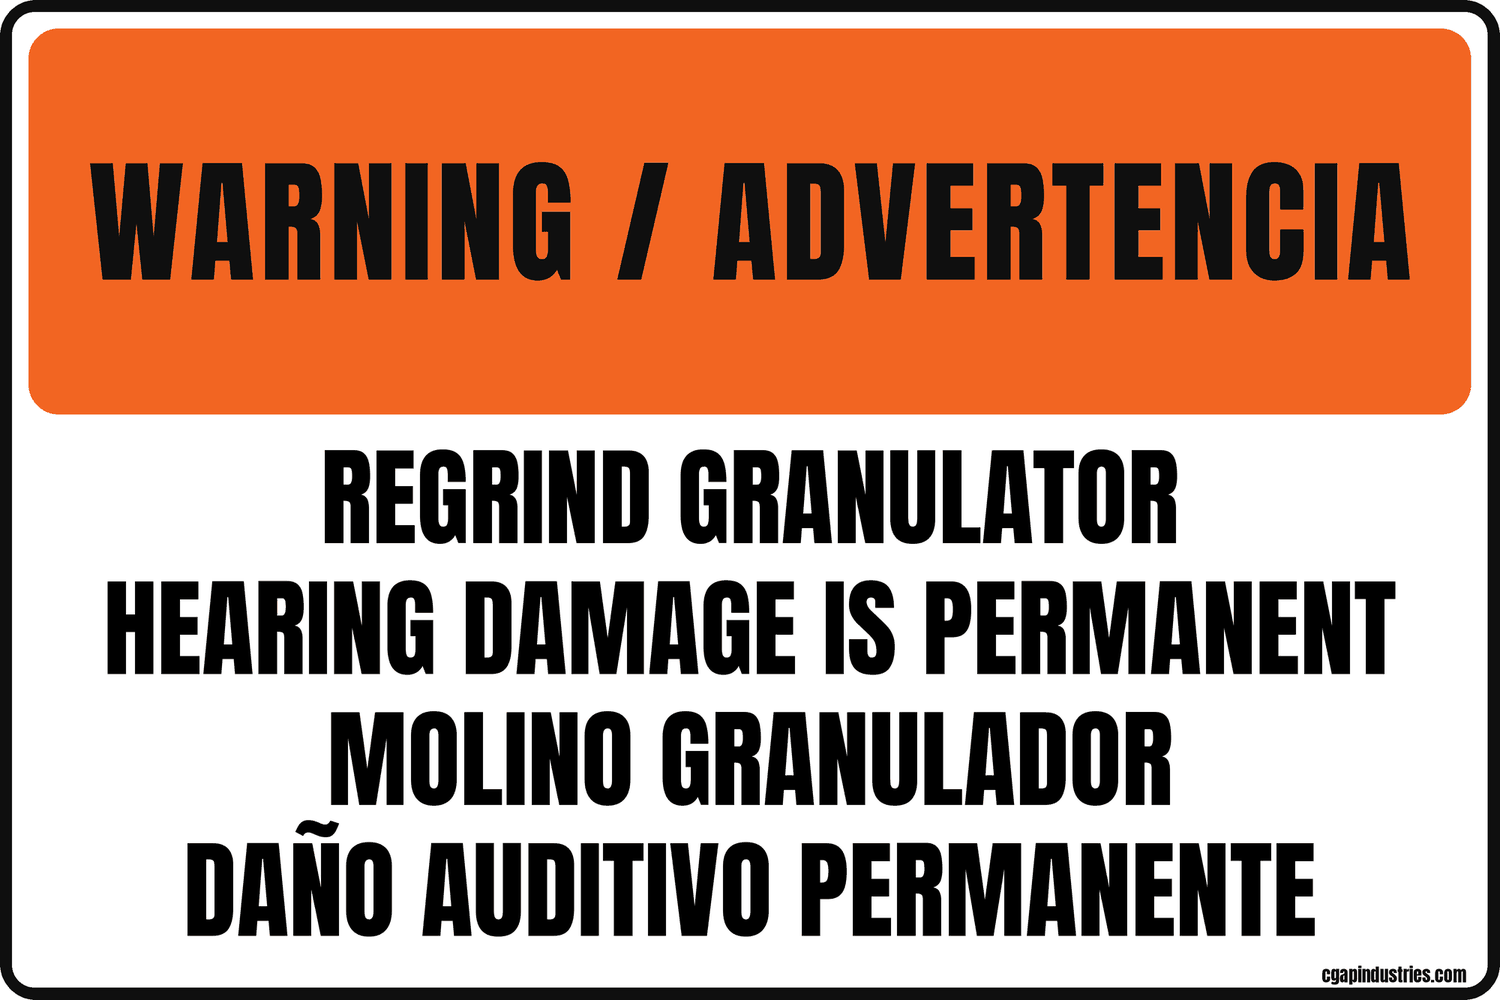 WARNING / ADVERTENCIA
REGRIND GRANULATOR
HEARING DAMAGE IS PERMANENT
MOLINO GRANULADOR
DAÑO AUDITIVO PERMANENTE
cgapindustries.com